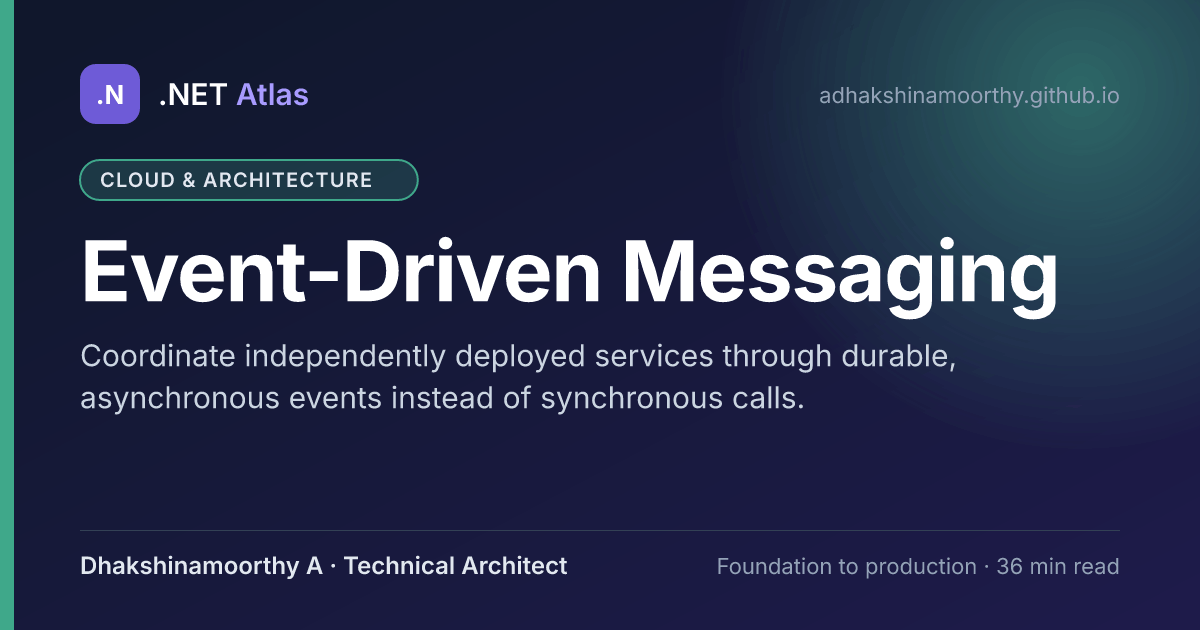 .N
.NET Atlas
adhakshinamoorthy.github.io
CLOUD & ARCHITECTURE
Event-Driven Messaging
Coordinate independently deployed services through durable,
asynchronous events instead of synchronous calls.
Dhakshinamoorthy A · Technical Architect
Foundation to production · 36 min read